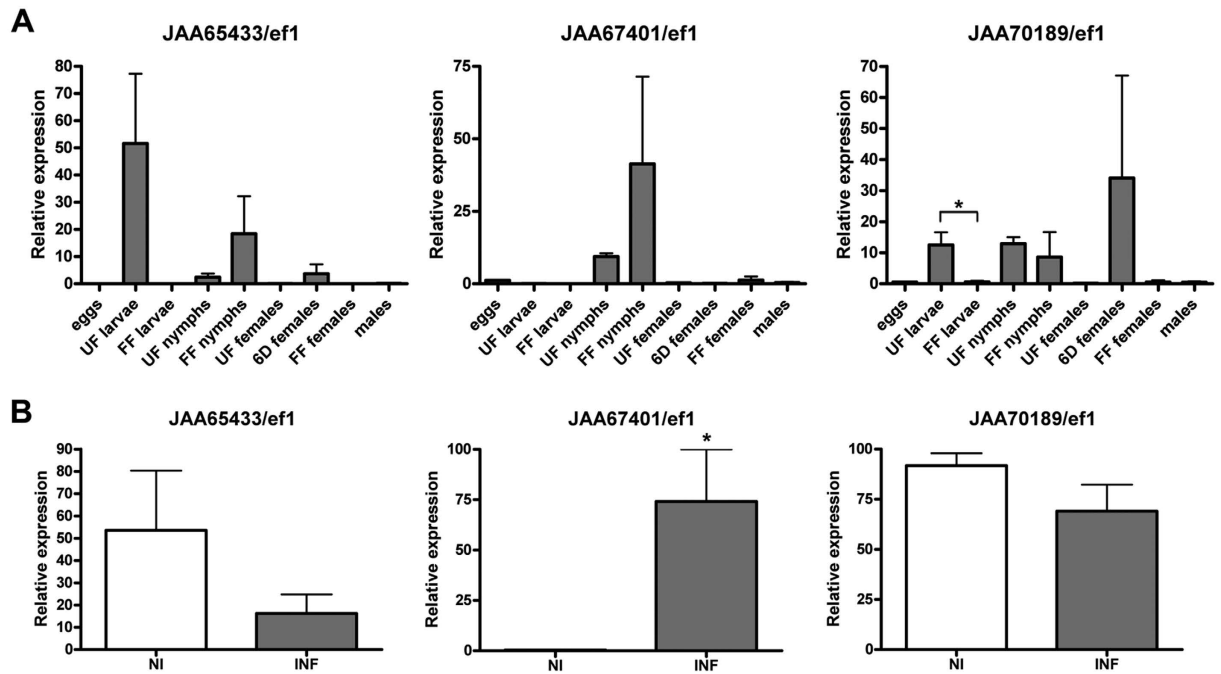 A
JAA65433/ef1
Relative expression
80
70
60
50
40
30
20
10
0
eggs
UF larvae
FF larvae
UF nymphs
FF nymphs
UF females
6D females
FF females
males
JAA67401/ef1
Relative expression
75
50
25
0
eggs
UF larvae
FF larvae
UF nymphs
FF nymphs
UF females
6D females
FF females
males
JAA70189/ef1
Relative expression
70
60
50
40
30
20
10
0
*
eggs
UF larvae
FF larvae
UF nymphs
FF nymphs
UF females
6D females
FF females
males
B
JAA65433/ef1
Relative expression
90
80
70
60
50
40
30
20
10
0
NI
INF
JAA67401/ef1
Relative expression
100
75
50
25
0
*
NI
INF
JAA70189/ef1
Relative expression
100
75
50
25
0
NI
INF